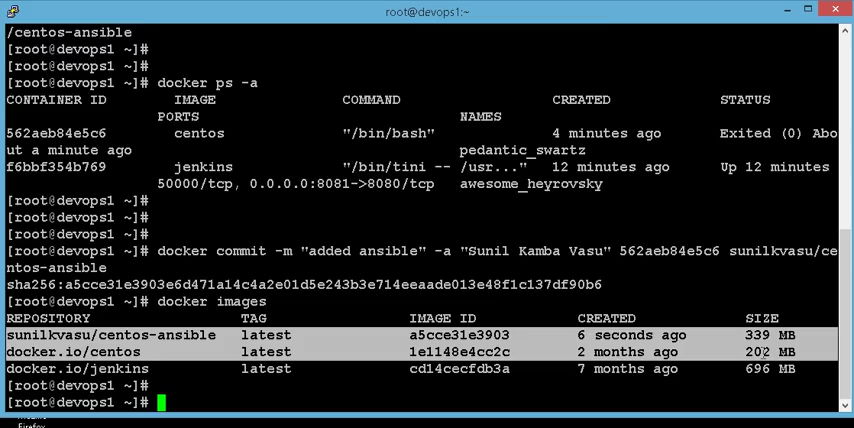 root@devops1:~
/centos-ansible
[root@devops1 ~]#
[root@devops1 ~]#
[root@devops1 ~]# docker ps -a
CONTAINER ID IMAGE COMMAND CREATED STATUS
PORTS NAMES
562aeb84e5c6 centos "/bin/bash" 4 minutes ago Exited (0) Abo
ut a minute ago pedantic_swartz
f6bbf354b769 jenkins "/bin/tini -- /usr..." 12 minutes ago Up 12 minutes
50000/tcp, 0.0.0.0:8081->8080/tcp awesome_heyrovsky
[root@devops1 ~]#
[root@devops1 ~]#
[root@devops1 ~]#
[root@devops1 ~]# docker commit -m "added ansible" -a "Sunil Kamba Vasu" 562aeb84e5c6 sunilkvasu/ce
ntos-ansible
sha256:a5cce31e3903e6d471a14c4a2e01d5e243b3e714eeaade013e48f1c137df90b6
[root@devops1 ~]# docker images
REPOSITORY TAG IMAGE ID CREATED SIZE
sunilkvasu/centos-ansible latest a5cce31e3903 6 seconds ago 339 MB
docker.io/centos latest 1e1148e4cc2c 2 months ago 202 MB
docker.io/jenkins latest cd14cecfdb3a 7 months ago 696 MB
[root@devops1 ~]#
[root@devops1 ~]#
Firefox